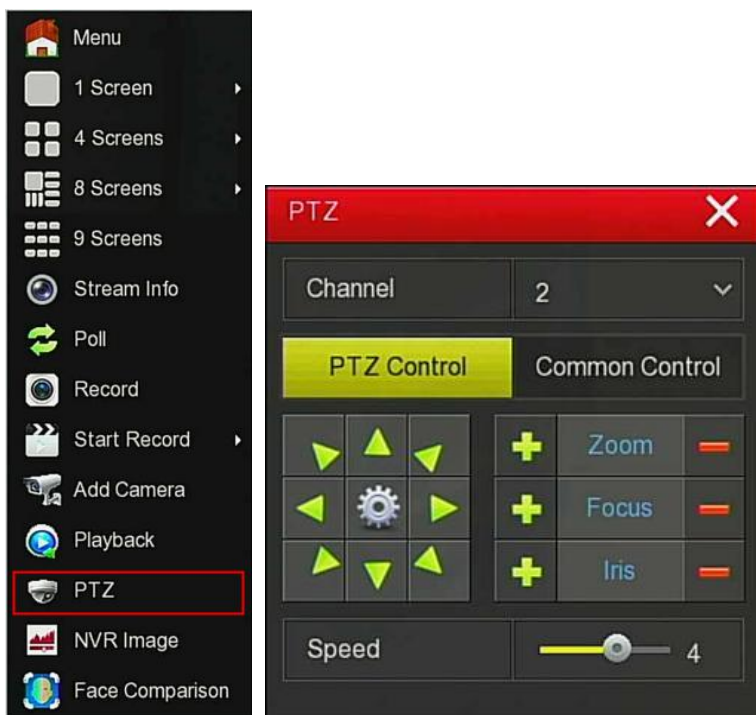 Menu
1 Screen
4 Screens
8 Screens
9 Screens
Stream Info
Poll
Record
Start Record
Add Camera
Playback
PTZ
NVR Image
Face Comparison
PTZ
Channel 2
PTZ Control Common Control
Zoom
Focus
Iris
Speed 4